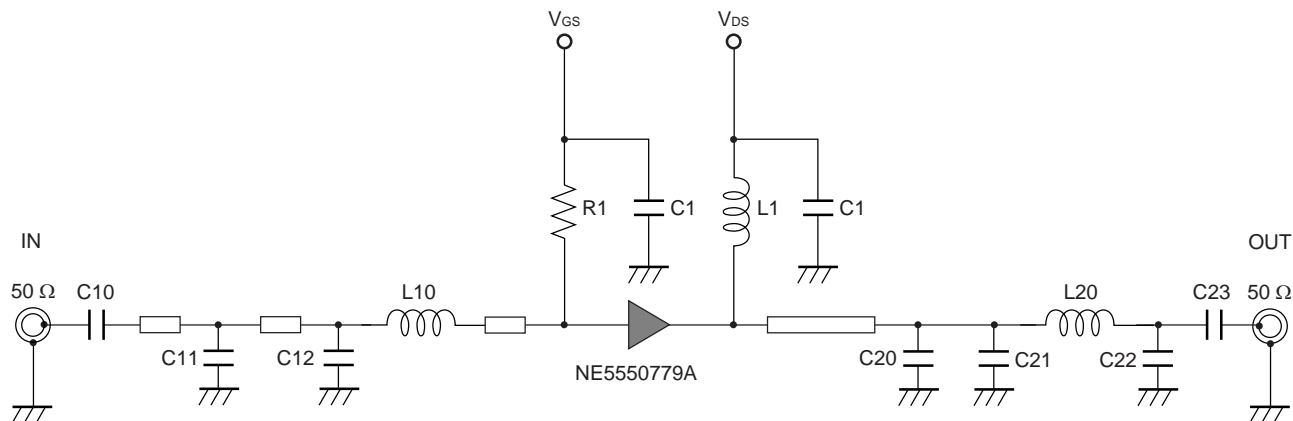 VGS
VDS
R1
C1
L1
C1
IN
OUT
50 Ω
C10
L10
L20
C23
50 Ω
C11
C12
C20
C21
C22
NE5550779A